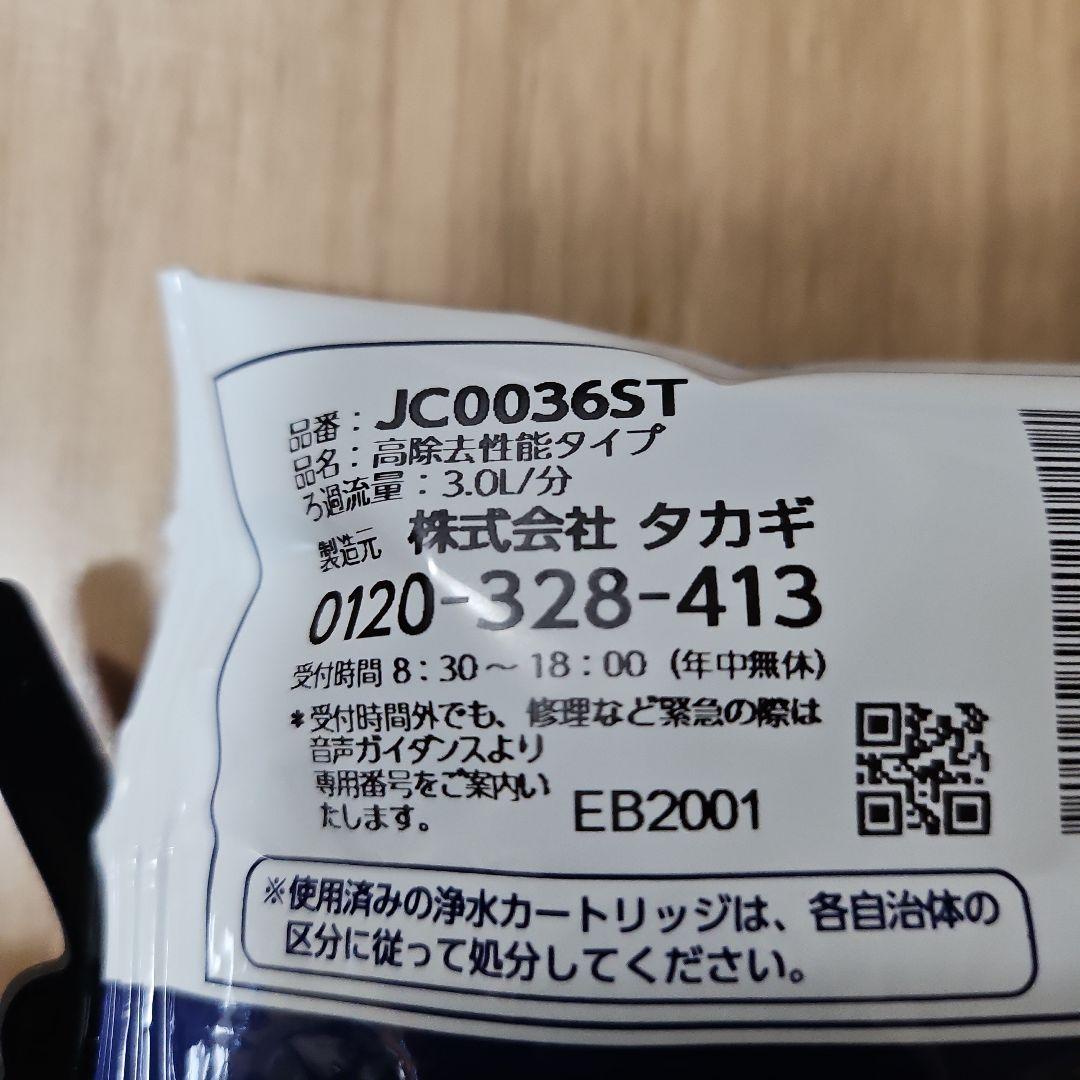 品番：JC0036ST
品名：高除去性能タイプ
ろ過流量：3.0L/分
製造元 株式会社 タカギ
0120-328-413
受付時間 8：30～18：00（年中無休）
*受付時間外でも、修理など緊急の際は
音声ガイダンスより
専用番号をご案内い
たします。
EB2001
※使用済みの浄水カートリッジは、各自治体の
区分に従って処分してください。